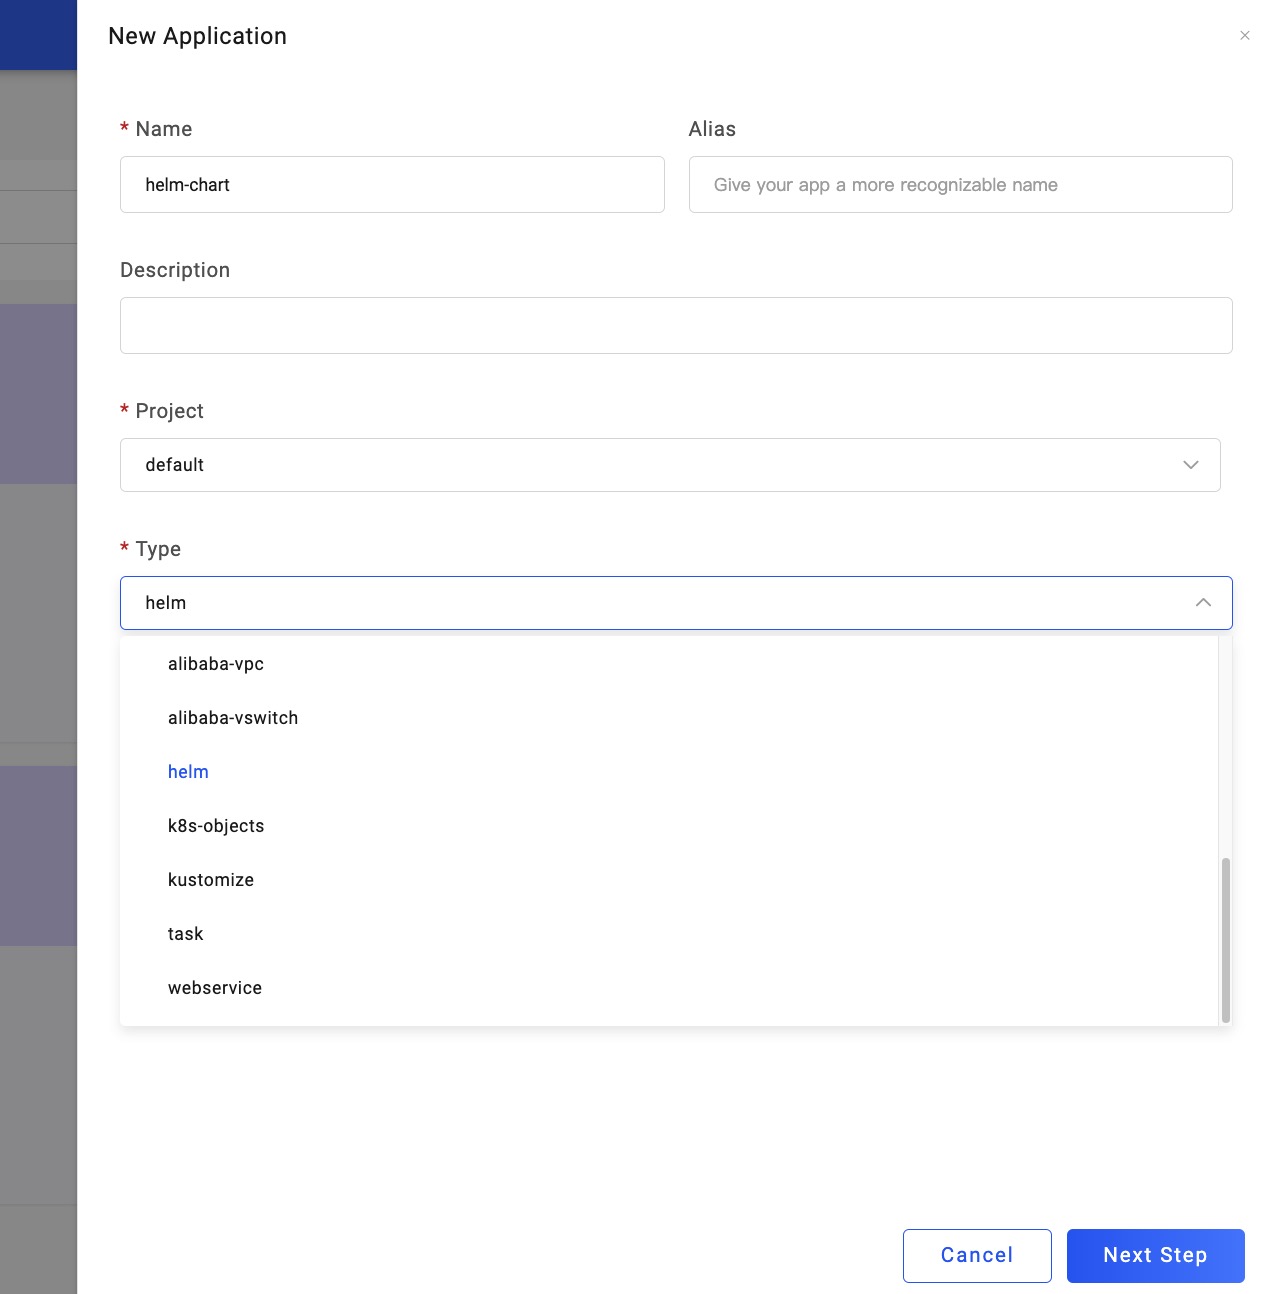 New Application
* Name
Alias
helm-chart
Give your app a more recognizable name
Description
* Project
default
* Type
helm
alibaba-vpc
alibaba-vswitch
helm
k8s-objects
kustomize
task
webservice
Cancel
Next Step